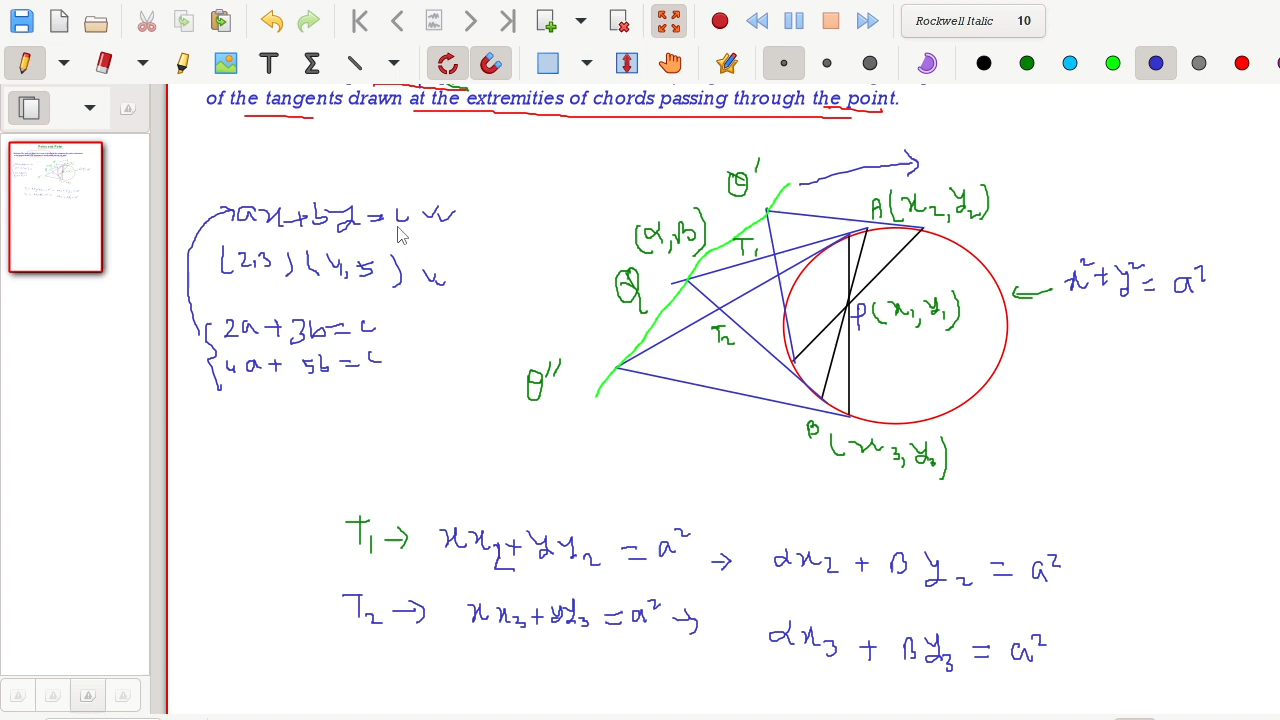 Rockwell Italic 10
of the tangents drawn at the extremities of chords passing through the point.
θ'
A(x₂, y₂)
ax+by=c
(α,β)
T₁
(2,3) (4,5)
Q
x²+y²=a²
P(x₁,y₁)
2a+3b=c
T₂
4a+5b=c
θ''
B(x₃,y₃)
T₁→ xx₂+yy₂=a² → αx₂+βy₂=a²
T₂→ xx₃+yy₃=a² → αx₃+βy₃=a²